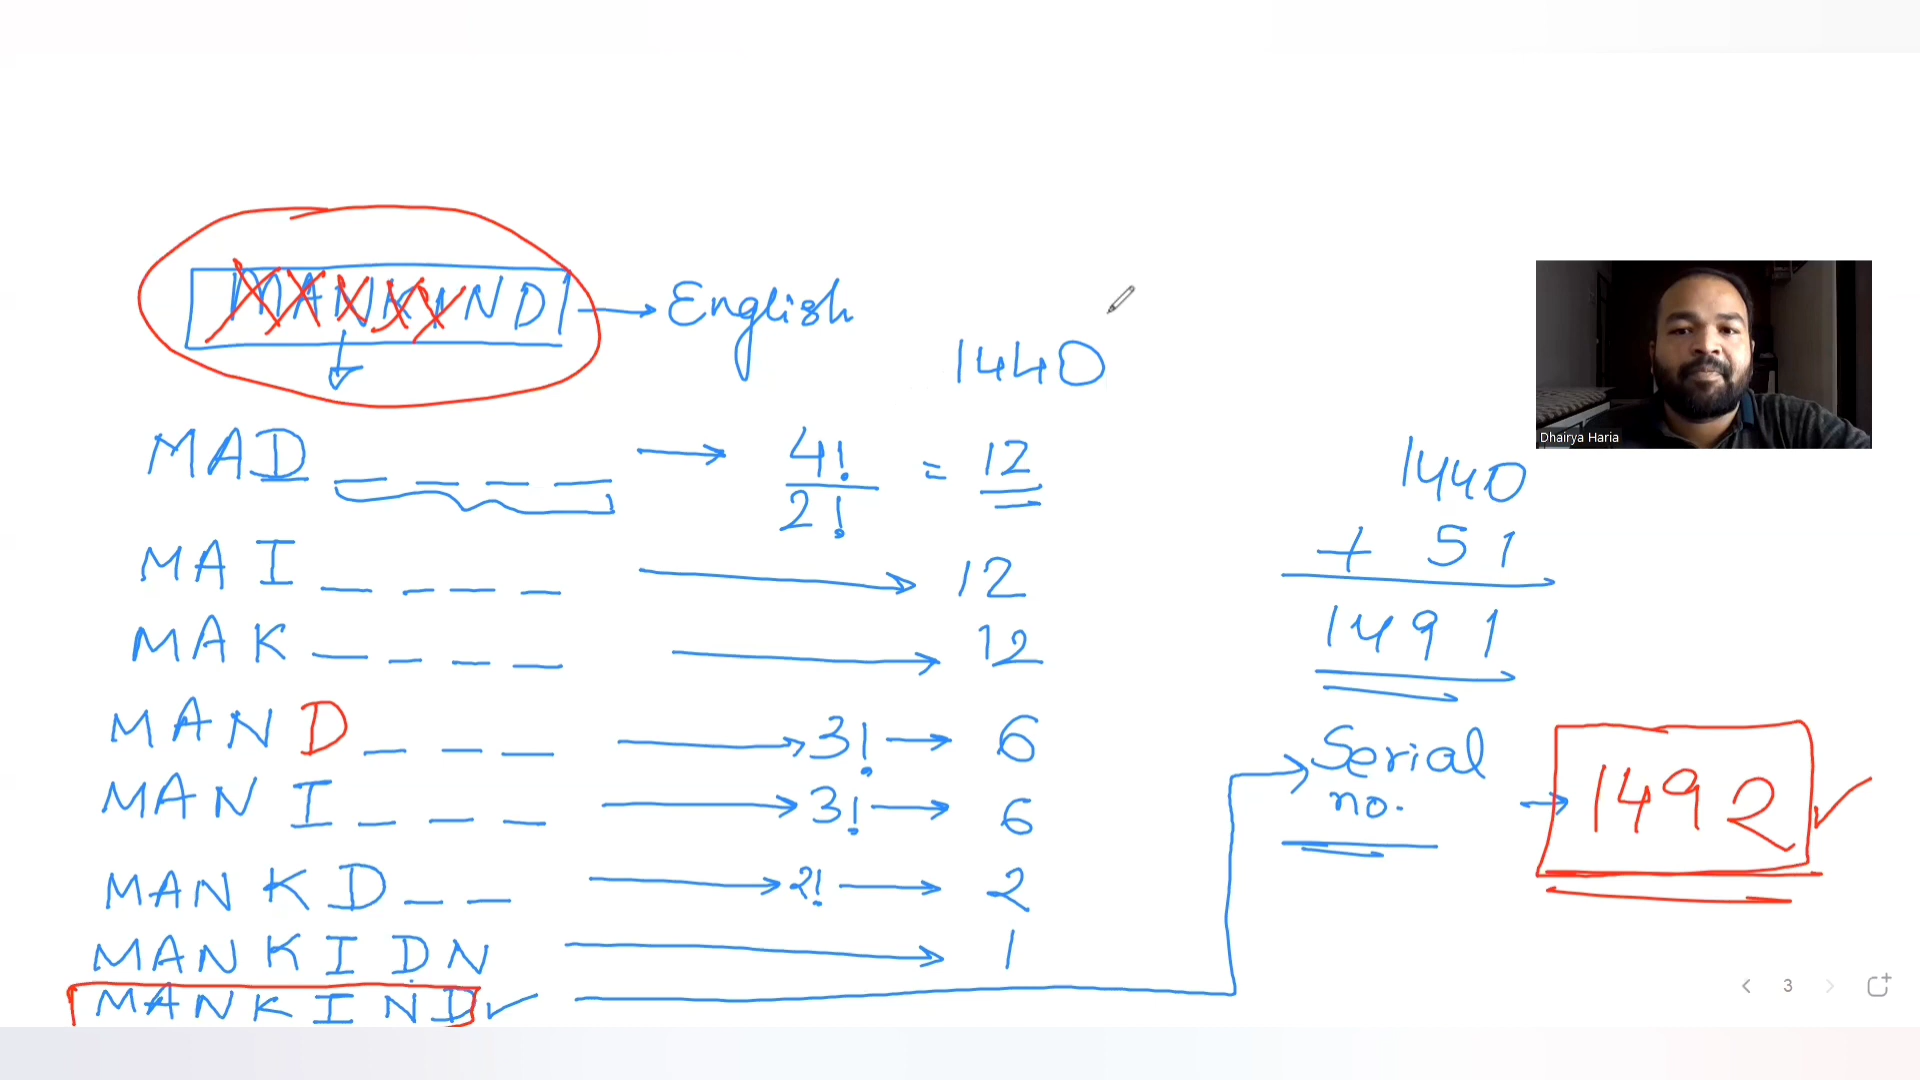 MANKIND → English
1440
MAD _ _ _ _ → 4!/2! = 12
MAI _ _ _ _ → 12
MAK _ _ _ _ → 12
MAND _ _ _ → 3! → 6
MANI _ _ _ → 3! → 6
MANKD _ _ → 2! → 2
MANKIDN → 1
MANKIND ✓
Dhairya Haria
1440
+ 51
1491
Serial
no. → 1492 ✓
< 3 >